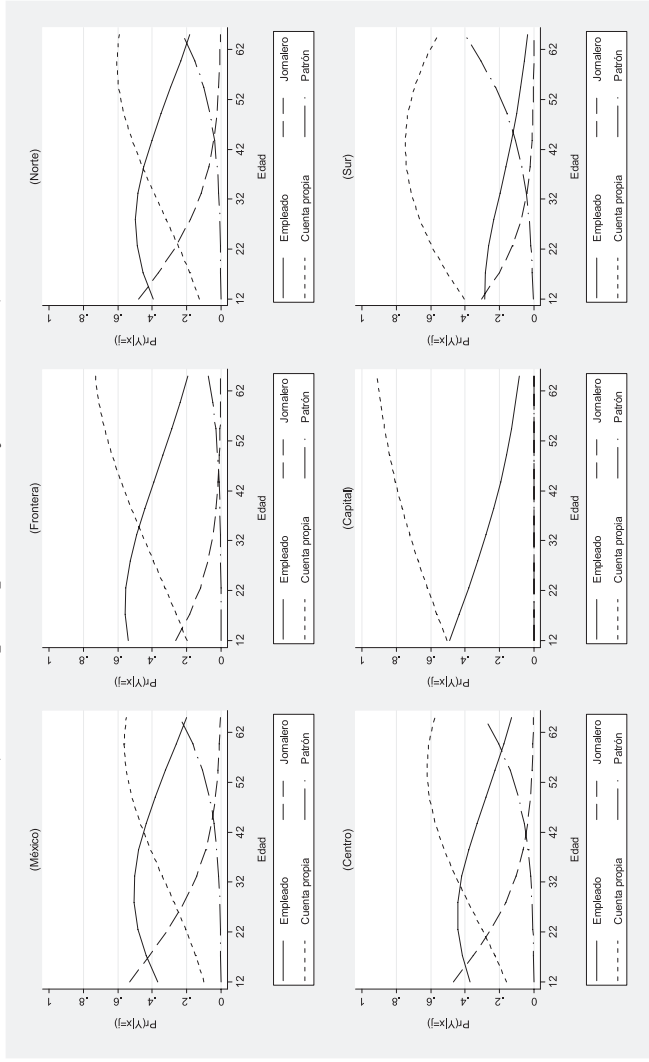 (México)
Pr(Y|x=j)
1
.8
.6
.4
.2
0
12 22 32 42 52 62
Edad
Empleado Jornalero
Cuenta propia Patrón
(Frontera)
Pr(Y|x=j)
1
.8
.6
.4
.2
0
12 22 32 42 52 62
Edad
Empleado Jornalero
Cuenta propia Patrón
(Norte)
Pr(Y|x=j)
1
.8
.6
.4
.2
0
12 22 32 42 52 62
Edad
Empleado Jornalero
Cuenta propia Patrón
(Centro)
Pr(Y|x=j)
1
.8
.6
.4
.2
0
12 22 32 42 52 62
Edad
Empleado Jornalero
Cuenta propia Patrón
(Capital)
Pr(Y|x=j)
1
.8
.6
.4
.2
0
12 22 32 42 52 62
Edad
Empleado Jornalero
Cuenta propia Patrón
(Sur)
Pr(Y|x=j)
1
.8
.6
.4
.2
0
12 22 32 42 52 62
Edad
Empleado Jornalero
Cuenta propia Patrón